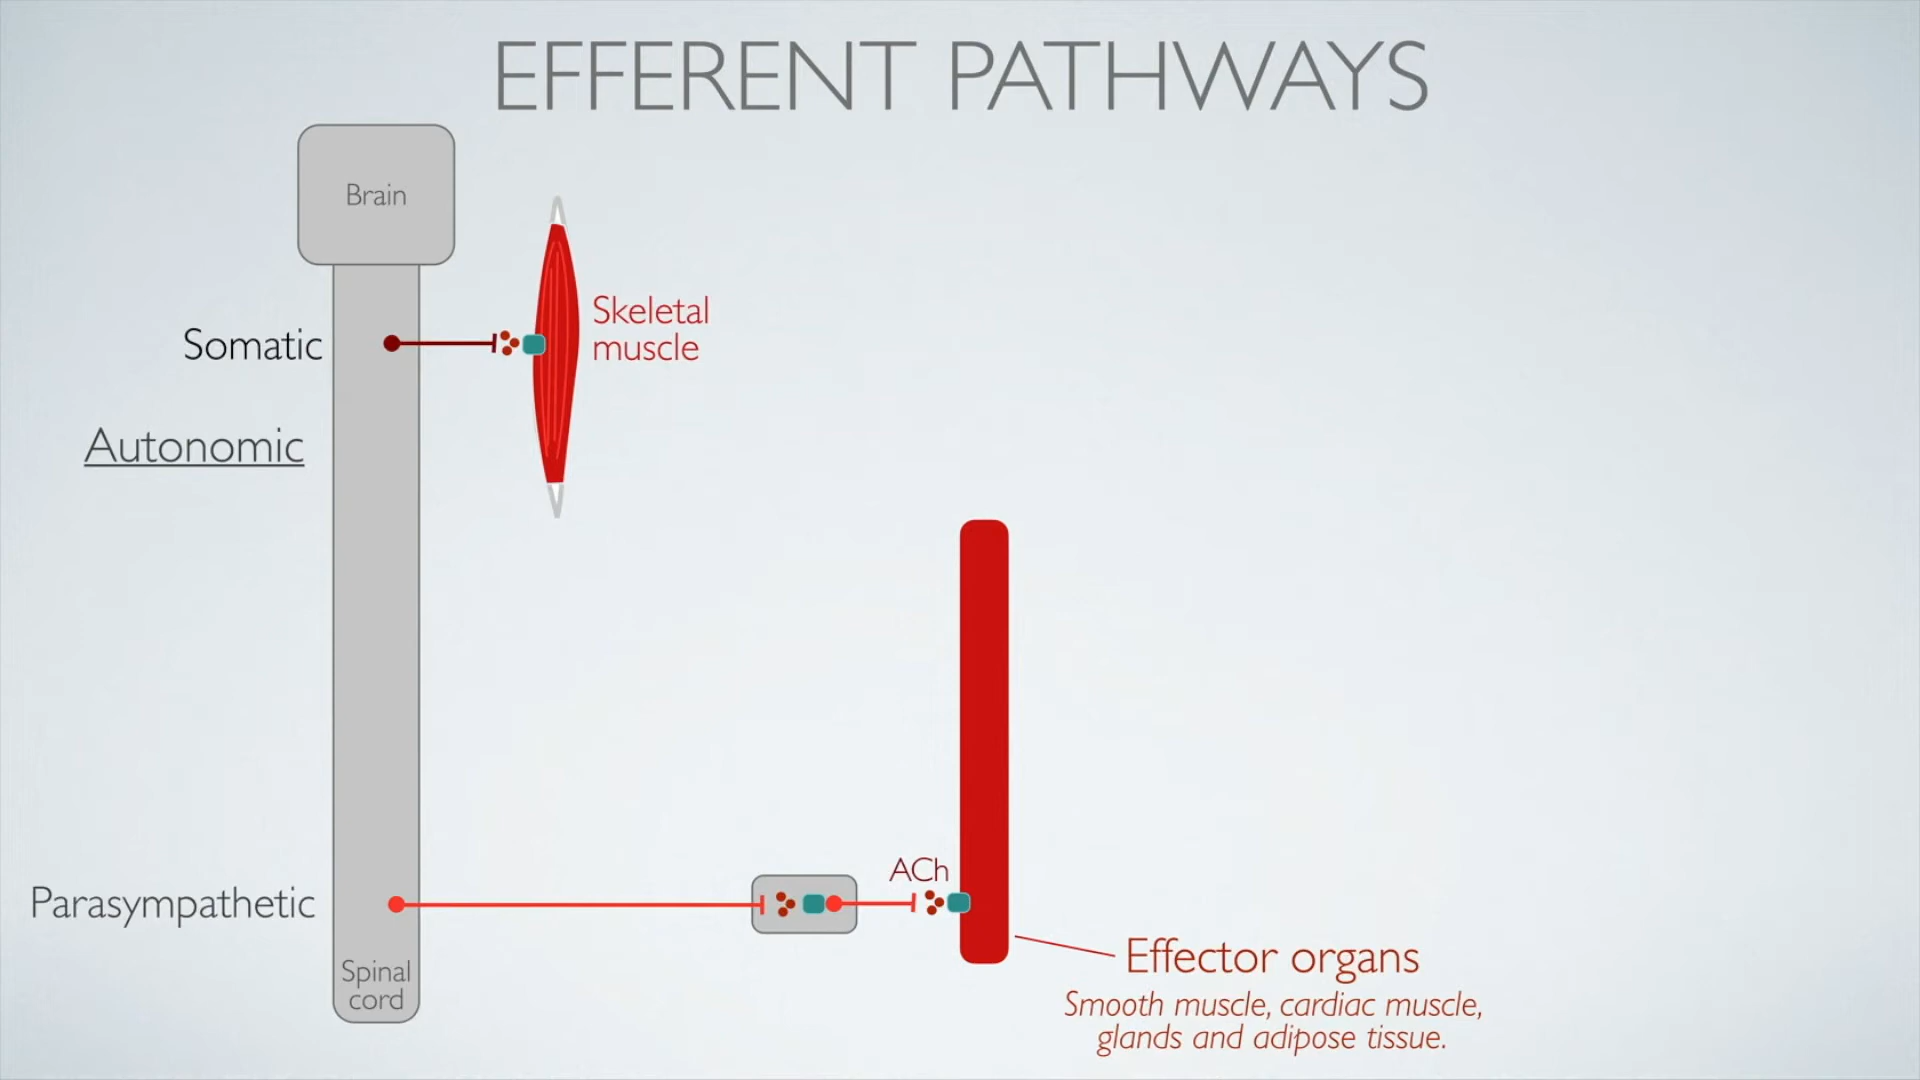 EFFERENT PATHWAYS
Brain
Skeletal
muscle
Somatic
Autonomic
ACh
Parasympathetic
Effector organs
Spinal
cord
Smooth muscle, cardiac muscle,
glands and adipose tissue.